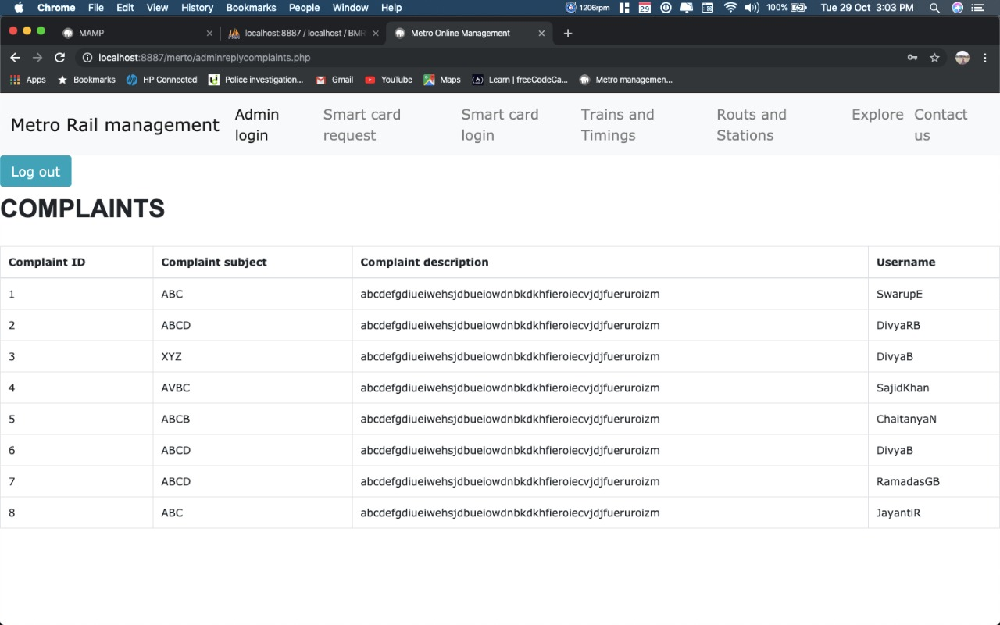 Chrome File Edit View History Bookmarks People Window Help 1206rpm 29 100% Tue 29 Oct 3:03 PM
MAMP localhost:8887 / localhost / BMR Metro Online Management
localhost:8887/merto/adminreplycomplaints.php
Apps Bookmarks HP Connected Police investigation... Gmail YouTube Maps Learn | freeCodeCa... Metro managemen...
Metro Rail management Admin login Smart card request Smart card login Trains and Timings Routs and Stations Explore Contact us
Log out
COMPLAINTS
Complaint ID Complaint subject Complaint description Username
1 ABC abcdefgdiueiwehsjdbueiowdnbkdkhfieroiecvjdjfueruroizm SwarupE
2 ABCD abcdefgdiueiwehsjdbueiowdnbkdkhfieroiecvjdjfueruroizm DivyaRB
3 XYZ abcdefgdiueiwehsjdbueiowdnbkdkhfieroiecvjdjfueruroizm DivyaB
4 AVBC abcdefgdiueiwehsjdbueiowdnbkdkhfieroiecvjdjfueruroizm SajidKhan
5 ABCB abcdefgdiueiwehsjdbueiowdnbkdkhfieroiecvjdjfueruroizm ChaitanyaN
6 ABCD abcdefgdiueiwehsjdbueiowdnbkdkhfieroiecvjdjfueruroizm DivyaB
7 ABCD abcdefgdiueiwehsjdbueiowdnbkdkhfieroiecvjdjfueruroizm RamadasGB
8 ABC abcdefgdiueiwehsjdbueiowdnbkdkhfieroiecvjdjfueruroizm JayantiR